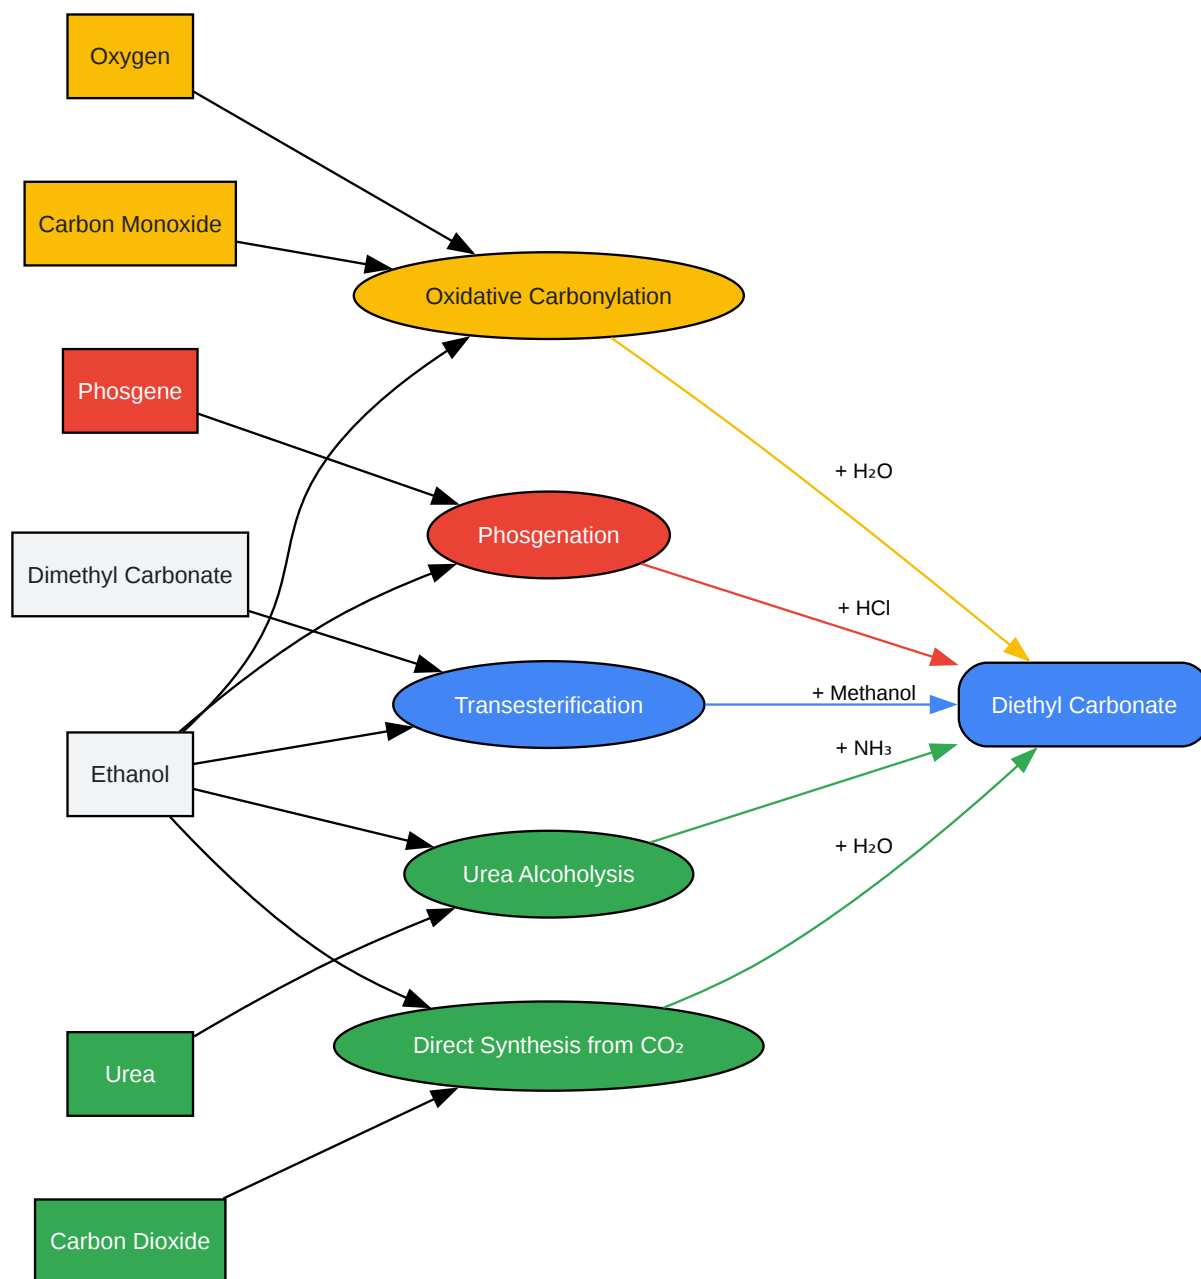 Oxygen
Carbon Monoxide
Oxidative Carbonylation
Phosgene
+ H₂O
Phosgenation
Dimethyl Carbonate
+ HCl
+ Methanol
Transesterification
Diethyl Carbonate
+ NH₃
Ethanol
+ H₂O
Urea Alcoholysis
Direct Synthesis from CO₂
Urea
Carbon Dioxide